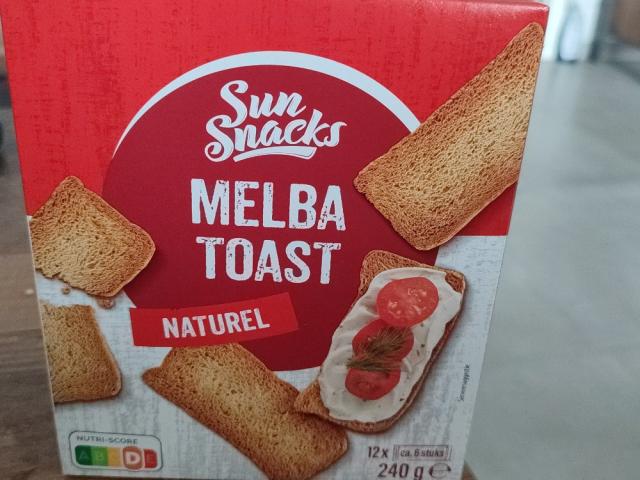 Sun
Snacks
MELBA
TOAST
NATUREL
NUTRI-SCORE
A B C D E
12x ca. 6 stuks
240 g e